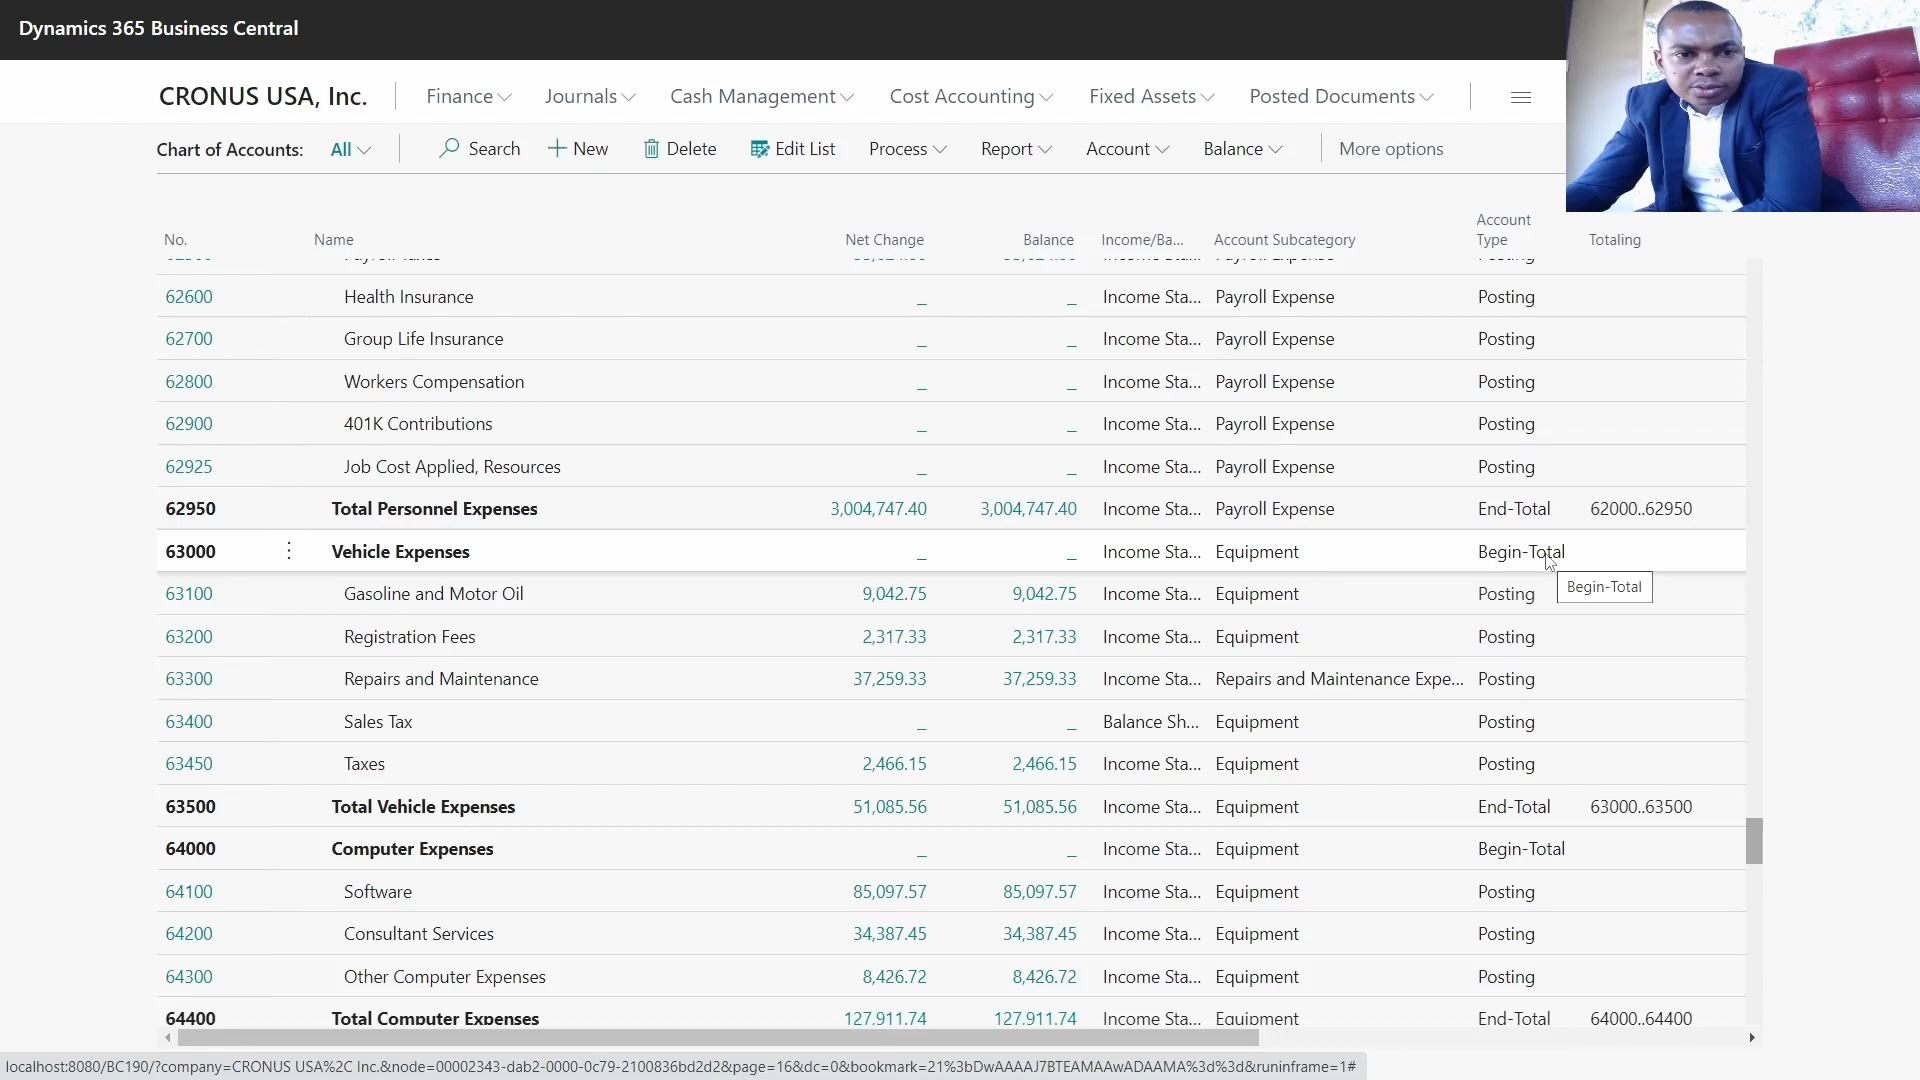 Dynamics 365 Business Central
CRONUS USA, Inc. Finance Journals Cash Management Cost Accounting Fixed Assets Posted Documents
Chart of Accounts: All Search New Delete Edit List Process Report Account Balance More options
No. Name Net Change Balance Income/Ba... Account Subcategory Account Type Totaling
62600 Health Insurance _ _ Income Sta... Payroll Expense Posting
62700 Group Life Insurance _ _ Income Sta... Payroll Expense Posting
62800 Workers Compensation _ _ Income Sta... Payroll Expense Posting
62900 401K Contributions _ _ Income Sta... Payroll Expense Posting
62925 Job Cost Applied, Resources _ _ Income Sta... Payroll Expense Posting
62950 Total Personnel Expenses 3,004,747.40 3,004,747.40 Income Sta... Payroll Expense End-Total 62000..62950
63000 Vehicle Expenses _ _ Income Sta... Equipment Begin-Total
Begin-Total
63100 Gasoline and Motor Oil 9,042.75 9,042.75 Income Sta... Equipment Posting
63200 Registration Fees 2,317.33 2,317.33 Income Sta... Equipment Posting
63300 Repairs and Maintenance 37,259.33 37,259.33 Income Sta... Repairs and Maintenance Expe... Posting
63400 Sales Tax _ _ Balance Sh... Equipment Posting
63450 Taxes 2,466.15 2,466.15 Income Sta... Equipment Posting
63500 Total Vehicle Expenses 51,085.56 51,085.56 Income Sta... Equipment End-Total 63000..63500
64000 Computer Expenses _ _ Income Sta... Equipment Begin-Total
64100 Software 85,097.57 85,097.57 Income Sta... Equipment Posting
64200 Consultant Services 34,387.45 34,387.45 Income Sta... Equipment Posting
64300 Other Computer Expenses 8,426.72 8,426.72 Income Sta... Equipment Posting
64400 Total Computer Expenses 127,911.74 127,911.74 Income Sta... Equipment End-Total 64000..64400
localhost:8080/BC190/?company=CRONUS USA%2C Inc.&node=00002343-dab2-0000-0c79-2100836bd2d2&page=16&dc=0&bookmark=21%3bDwAAAAJ7BTEAMAAwADAAMA%3d%3d&runinframe=1#